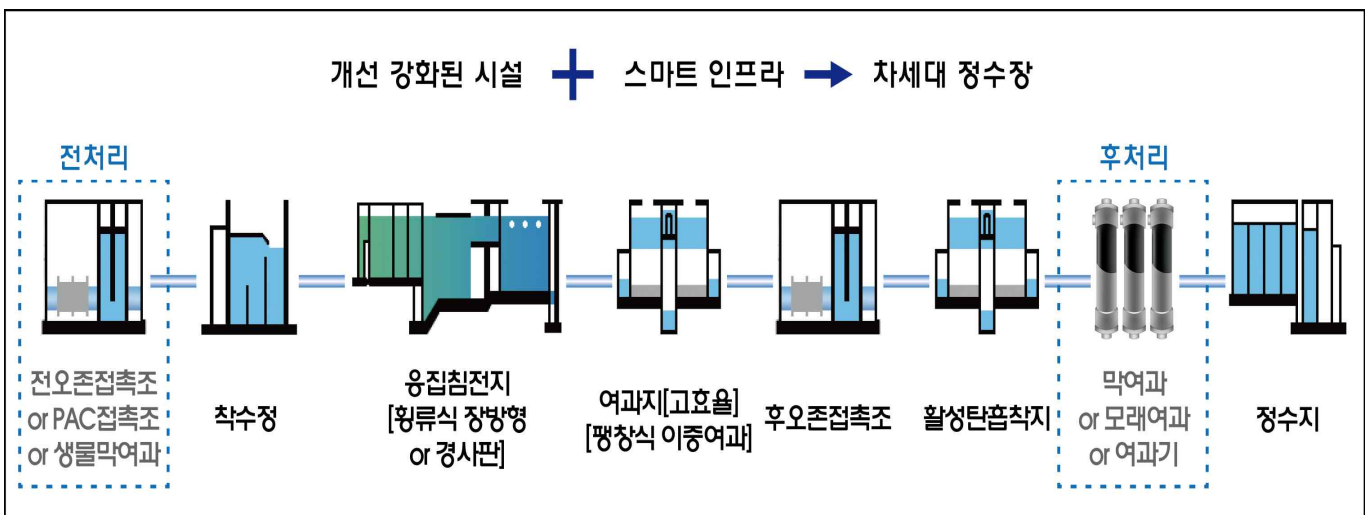 개선 강화된 시설 + 스마트 인프라 → 차세대 정수장
전처리
후처리
전오존접촉조
or PAC접촉조
or 생물막여과
착수정
응집침전지
[횡류식 장방형
or 경사판]
여과지[고효율]
[팽창식 이중여과]
후오존접촉조
활성탄흡착지
막여과
or 모래여과
or 여과기
정수지